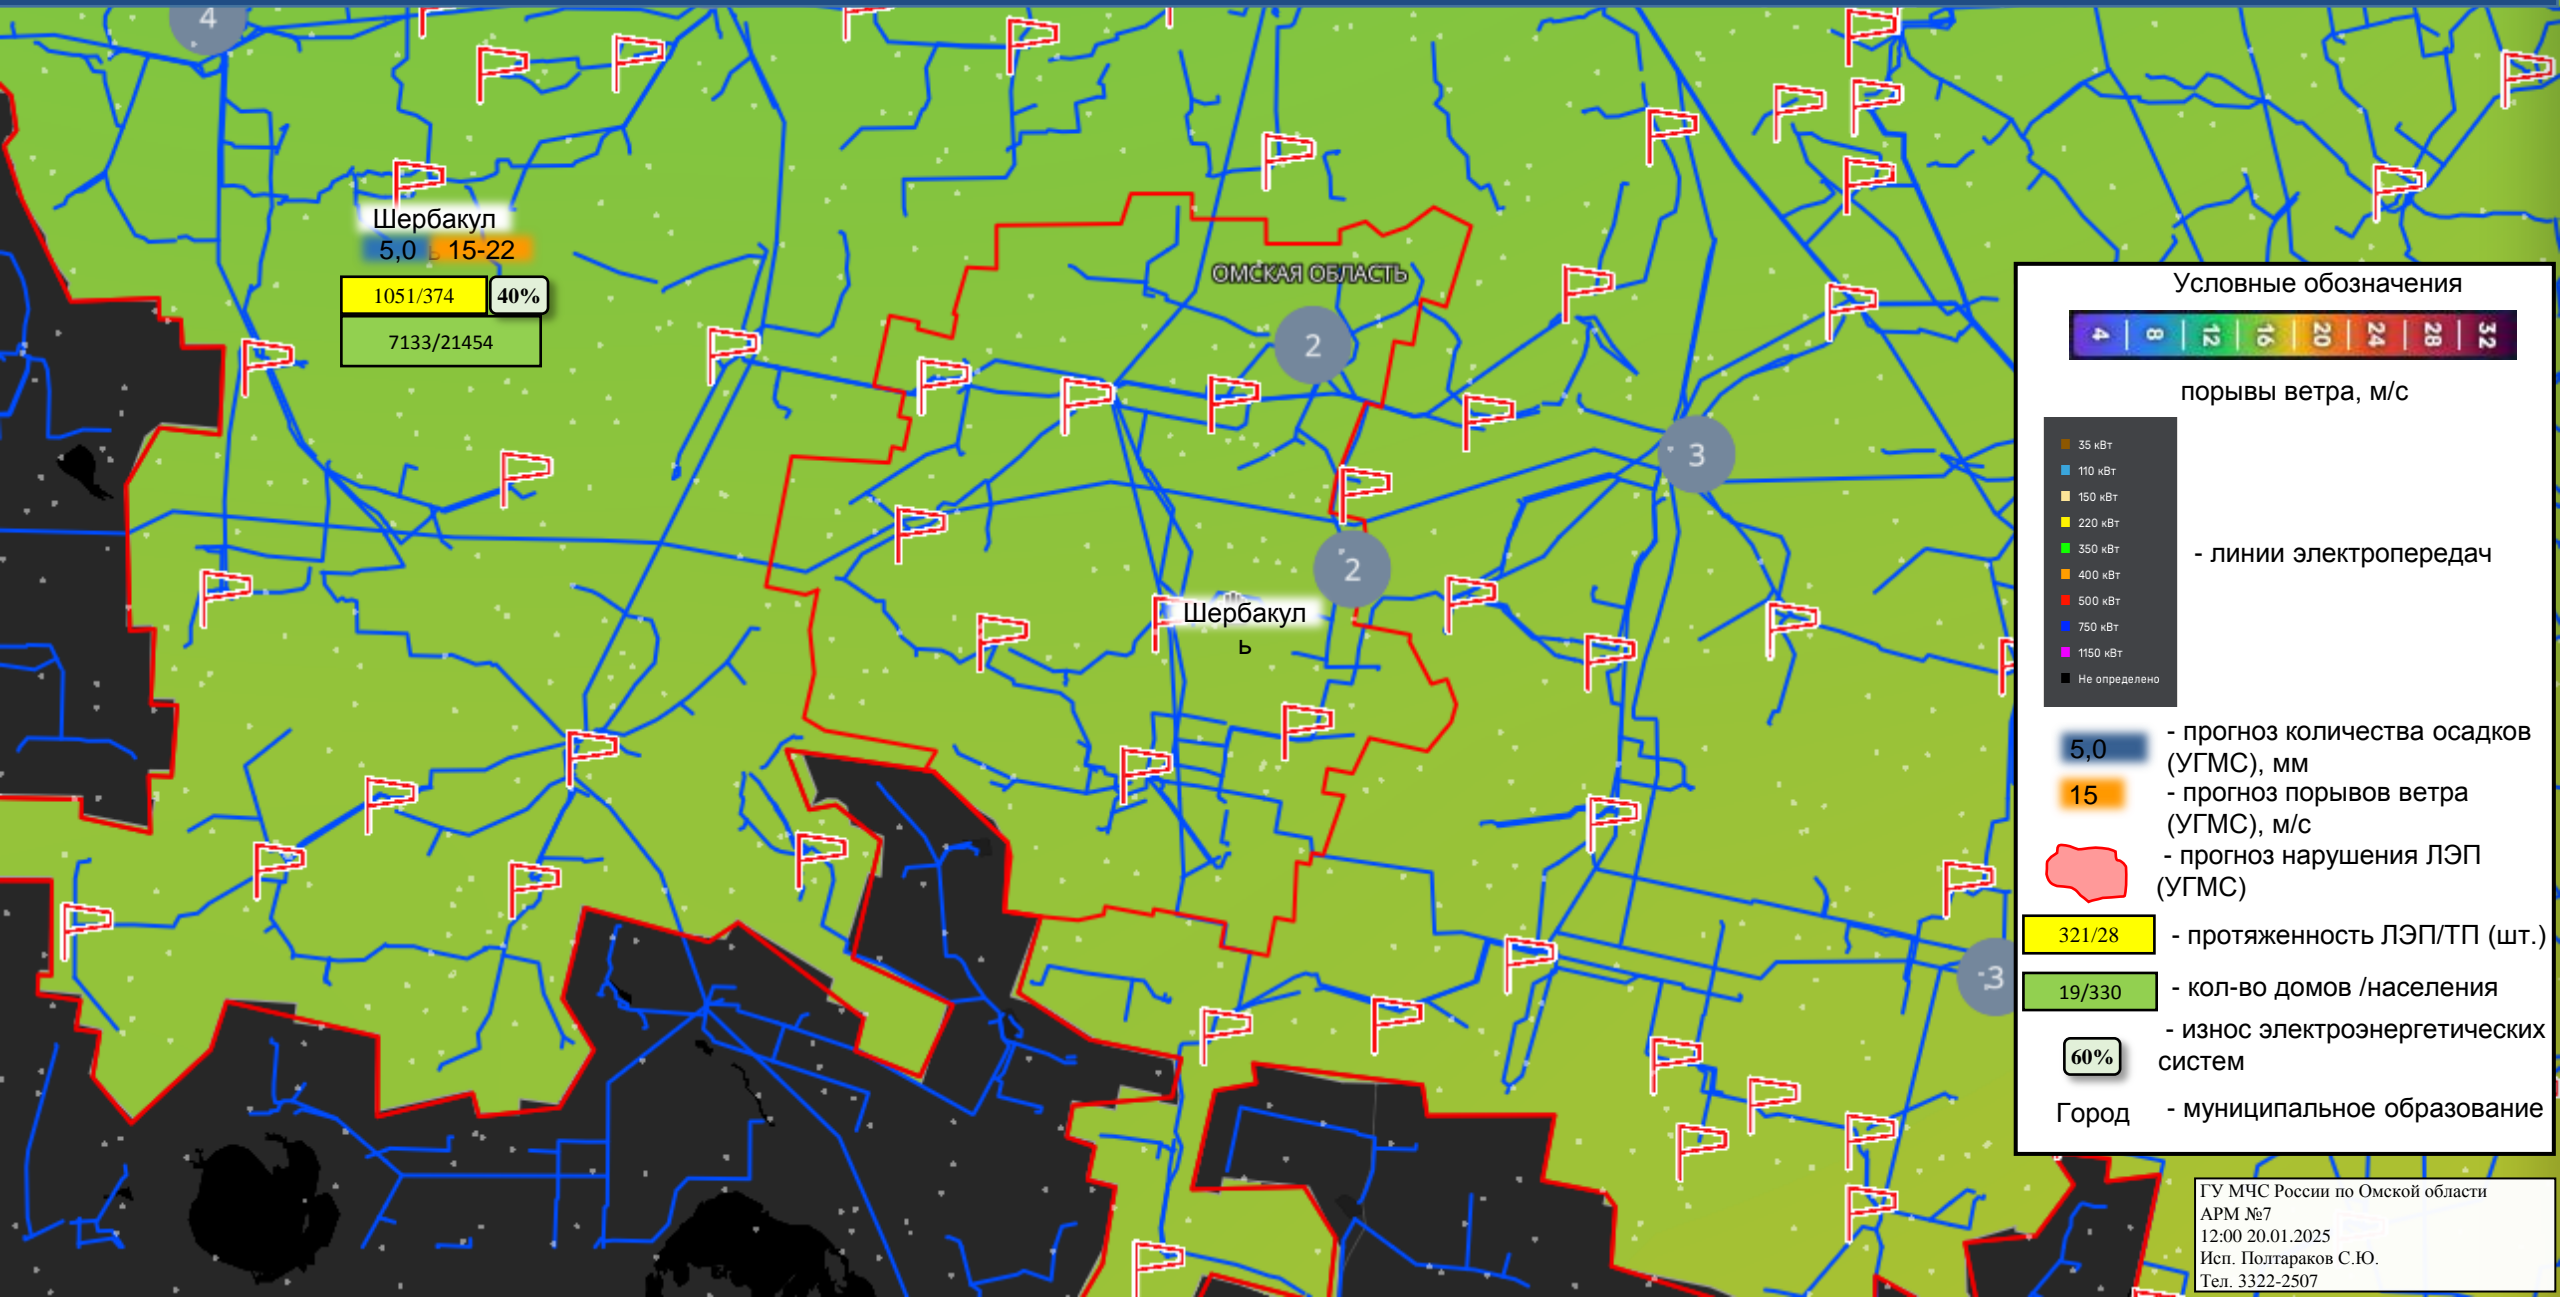 4
Шербакул
ь
5,0 15-22
1051/374 40%
7133/21454
ОМСКАЯ ОБЛАСТЬ
2
3
2
Шербакул
ь
3
Условные обозначения
4 8 12 16 20 24 28 32
порывы ветра, м/с
35 кВт
110 кВт
150 кВт
220 кВт
350 кВт
400 кВт
500 кВт
750 кВт
1150 кВт
Не определено
- линии электропередач
5,0 - прогноз количества осадков
(УГМС), мм
15 - прогноз порывов ветра
(УГМС), м/с
- прогноз нарушения ЛЭП
(УГМС)
321/28 - протяженность ЛЭП/ТП (шт.)
19/330 - кол-во домов /населения
60% - износ электроэнергетических
систем
Город - муниципальное образование
ГУ МЧС России по Омской области
АРМ №7
12:00 20.01.2025
Исп. Полтараков С.Ю.
Тел. 3322-2507